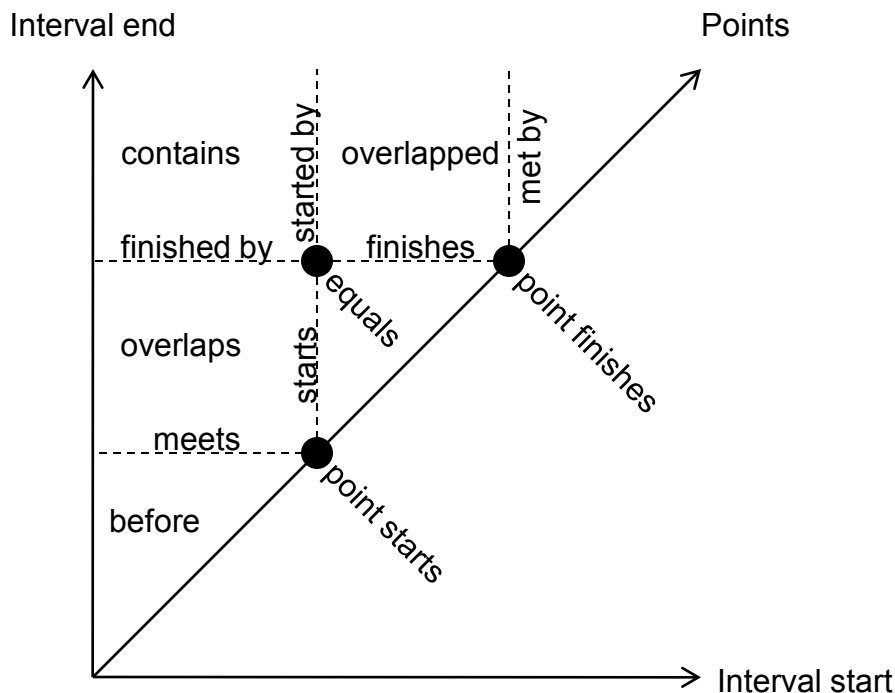 Interval end
Points
contains
started by
overlapped
met by
finished by
finishes
equals
point finishes
overlaps
starts
meets
point starts
before
Interval start